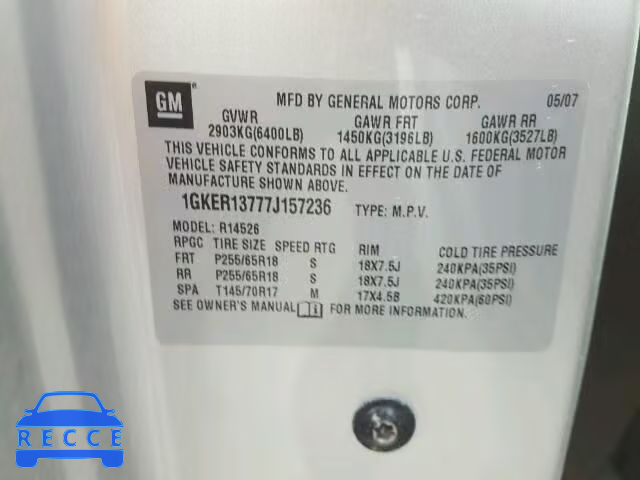 GM ®
MFD BY GENERAL MOTORS CORP. 05/07
GVWR GAWR FRT GAWR RR
2903KG(6400LB) 1450KG(3196LB) 1600KG(3527LB)
THIS VEHICLE CONFORMS TO ALL APPLICABLE U.S. FEDERAL MOTOR
VEHICLE SAFETY STANDARDS IN EFFECT ON THE DATE OF
MANUFACTURE SHOWN ABOVE.
1GKER13777J157236 TYPE: M.P.V.
MODEL: R14526
RPGC TIRE SIZE SPEED RTG RIM COLD TIRE PRESSURE
FRT P255/65R18 S 18X7.5J 240KPA(35PSI)
RR P255/65R18 S 18X7.5J 240KPA(35PSI)
SPA T145/70R17 M 17X4.5B 420KPA(60PSI)
SEE OWNER'S MANUAL i FOR MORE INFORMATION.
RECCE